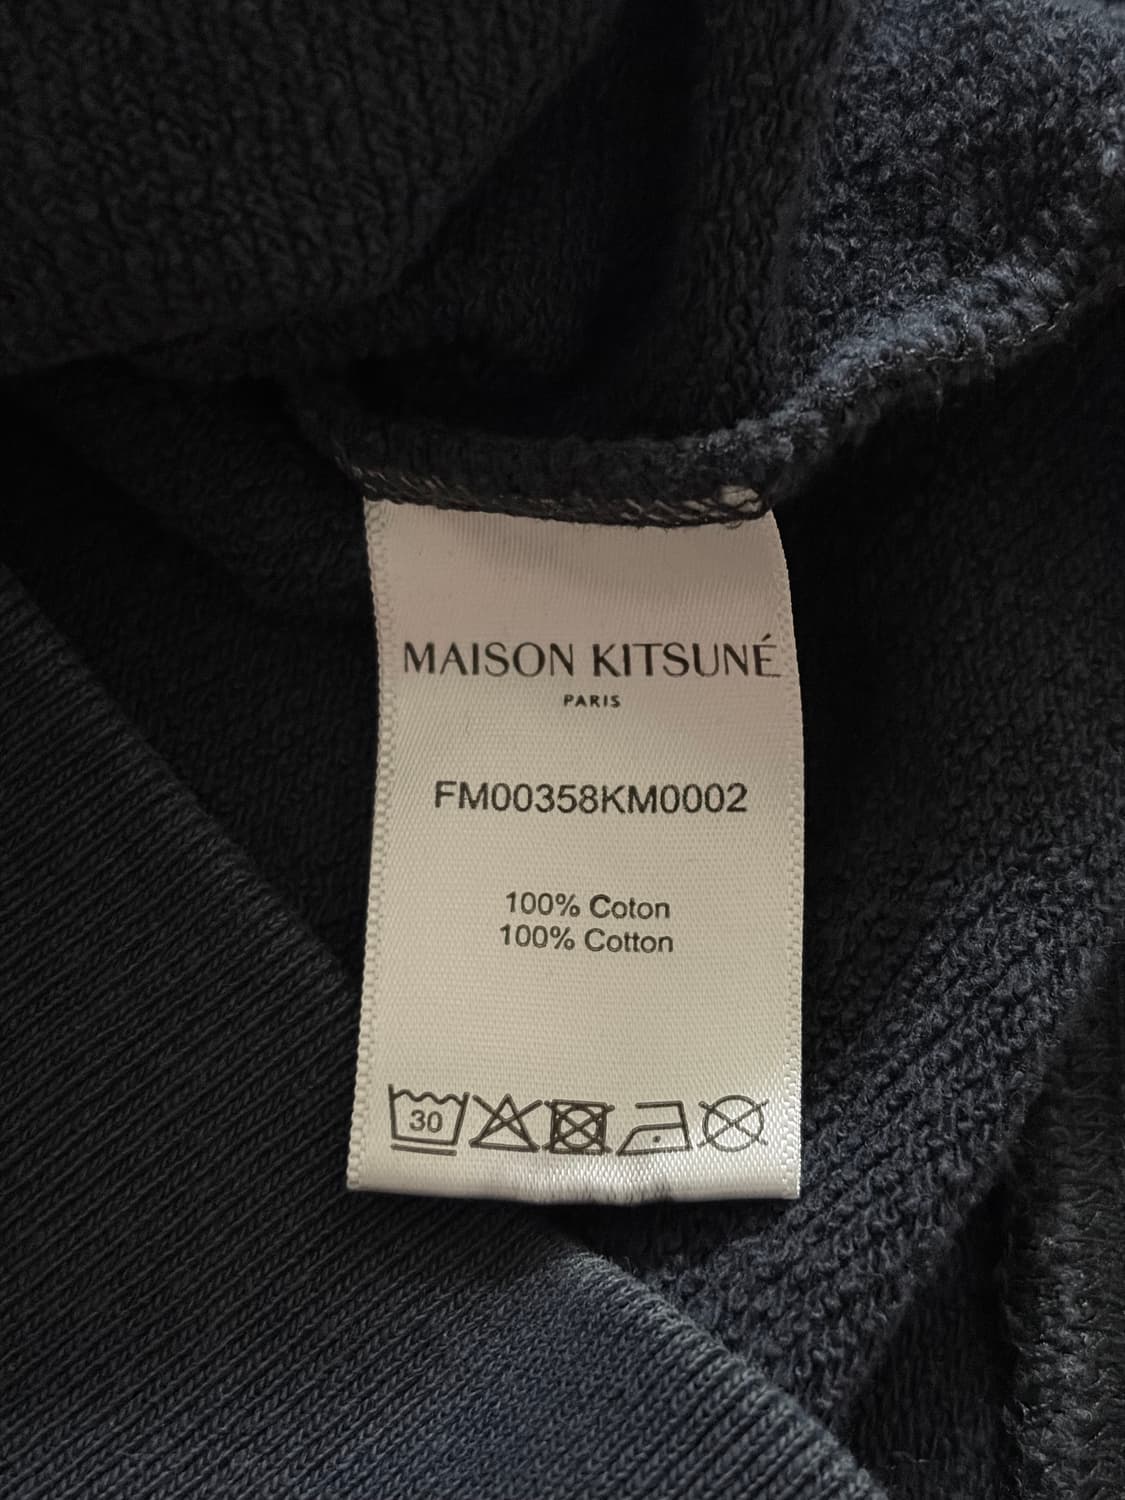 MAISON KITSUNÉ
PARIS
FM00358KM0002
100% Coton
100% Cotton
30